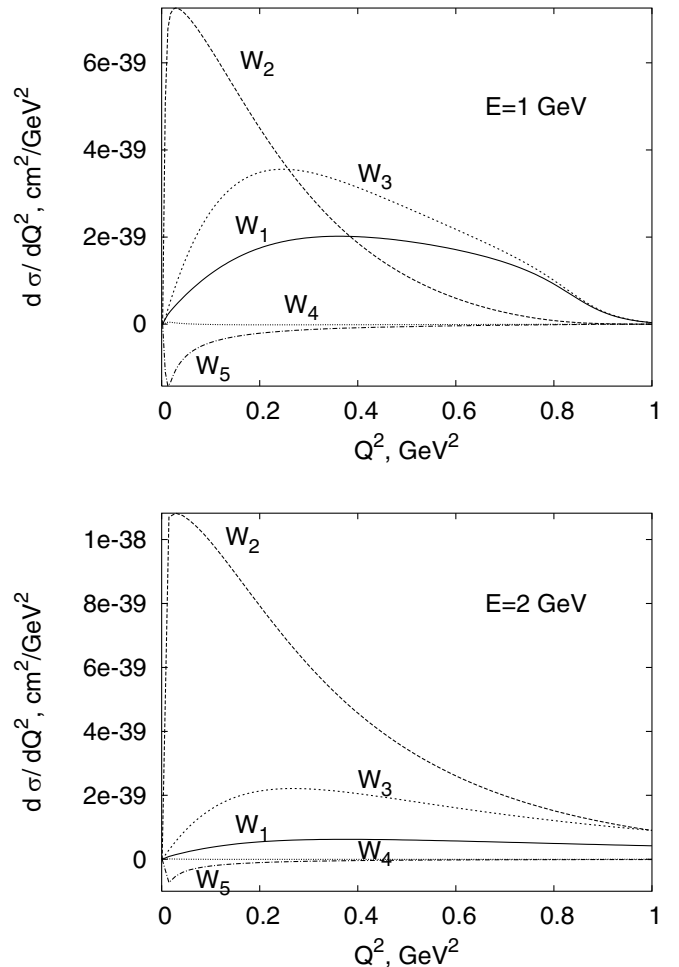 6e-39
4e-39
2e-39
0
d σ/ dQ², cm²/GeV²
W₂
E=1 GeV
W₃
W₁
W₄
W₅
0 0.2 0.4 0.6 0.8 1
Q², GeV²
1e-38
8e-39
6e-39
4e-39
2e-39
0
d σ/ dQ², cm²/GeV²
W₂
E=2 GeV
W₃
W₁
W₄
W₅
0 0.2 0.4 0.6 0.8 1
Q², GeV²